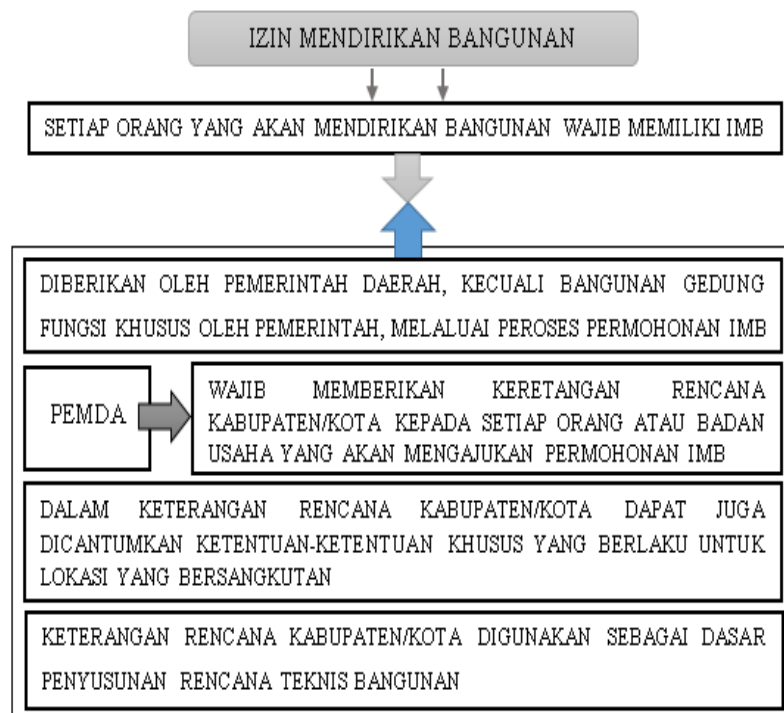 IZIN MENDIRIKAN BANGUNAN
SETIAP ORANG YANG AKAN MENDIRIKAN BANGUNAN WAJIB MEMILIKI IMB
DIBERIKAN OLEH PEMERINTAH DAERAH, KECUALI BANGUNAN GEDUNG
FUNGSI KHUSUS OLEH PEMERINTAH, MELALUAI PEROSES PERMOHONAN IMB
PEMDA
WAJIB MEMBERIKAN KERETANGAN RENCANA
KABUPATEN/KOTA KEPADA SETIAP ORANG ATAU BADAN
USAHA YANG AKAN MENGAJUKAN PERMOHONAN IMB
DALAM KETERANGAN RENCANA KABUPATEN/KOTA DAPAT JUGA
DICANTUMKAN KETENTUAN-KETENTUAN KHUSUS YANG BERLAKU UNTUK
LOKASI YANG BERSANGKUTAN
KETERANGAN RENCANA KABUPATEN/KOTA DIGUNAKAN SEBAGAI DASAR
PENYUSUNAN RENCANA TEKNIS BANGUNAN